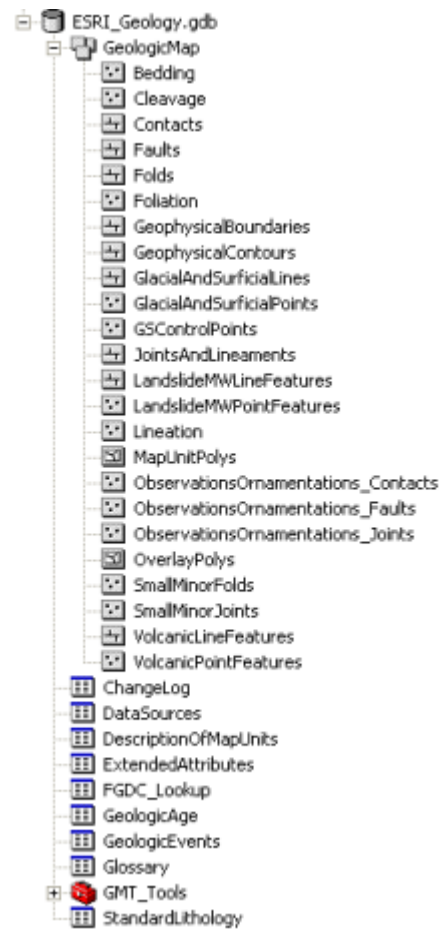 ESRI_Geology.gdb
GeologicMap
Bedding
Cleavage
Contacts
Faults
Folds
Foliation
GeophysicalBoundaries
GeophysicalContours
GlacialAndSurficialLines
GlacialAndSurficialPoints
GSControlPoints
JointsAndLineaments
LandslideMWLineFeatures
LandslideMWPointFeatures
Lineation
MapUnitPolys
ObservationsOrnamentations_Contacts
ObservationsOrnamentations_Faults
ObservationsOrnamentations_Joints
OverlayPolys
SmallMinorFolds
SmallMinorJoints
VolcanicLineFeatures
VolcanicPointFeatures
ChangeLog
DataSources
DescriptionOfMapUnits
ExtendedAttributes
FGDC_Lookup
GeologicAge
GeologicEvents
Glossary
GMT_Tools
StandardLithology